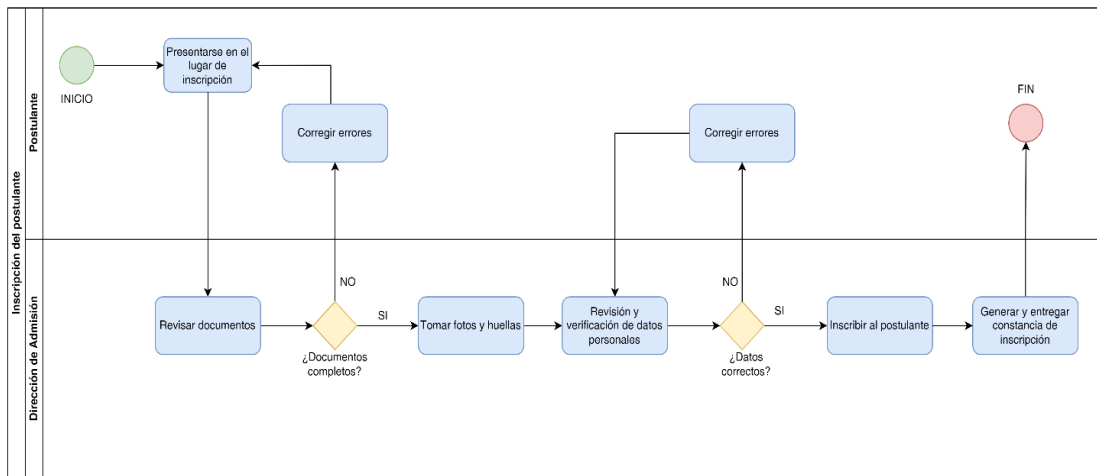 Inscripción del postulante
Postulante
INICIO
Presentarse en el
lugar de
inscripción
Corregir errores
Corregir errores
FIN
Dirección de Admisión
Revisar documentos
NO
¿Documentos
completos?
SI
Tomar fotos y huellas
Revisión y
verificación de datos
personales
NO
¿Datos
correctos?
SI
Inscribir al postulante
Generar y entregar
constancia de
inscripción